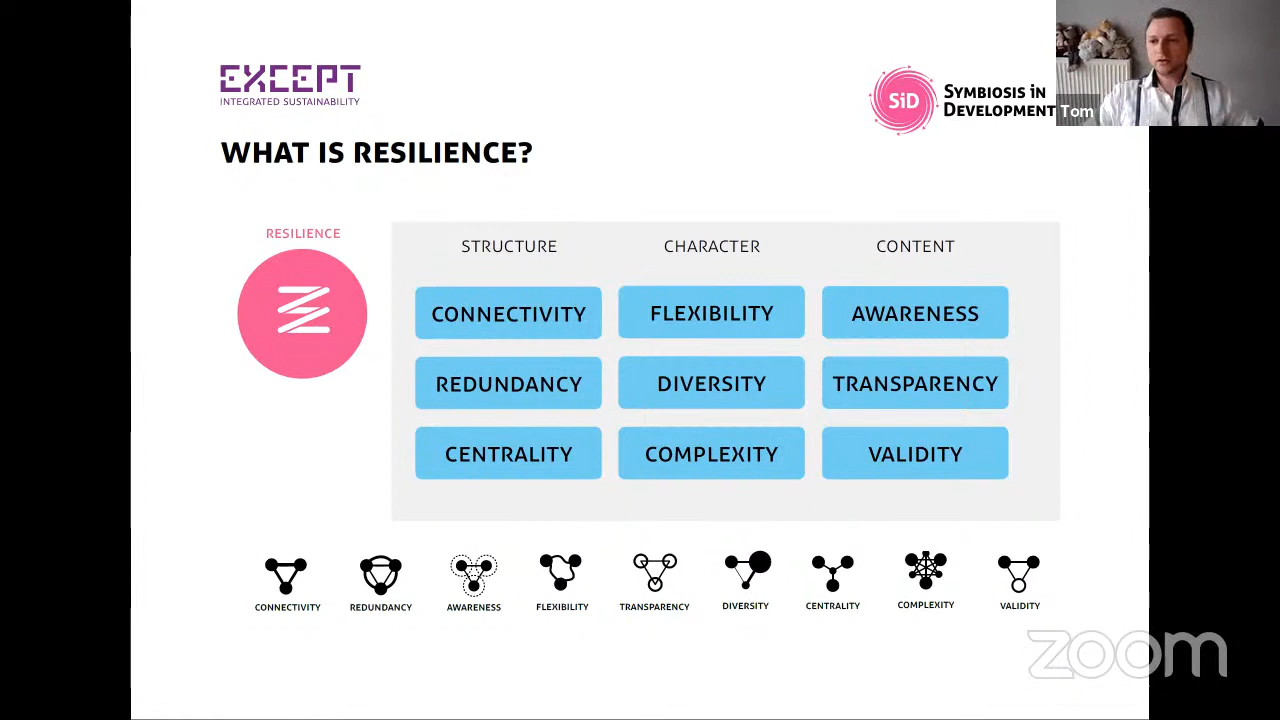 EXCEPT
INTEGRATED SUSTAINABILITY
SiD
SYMBIOSIS in
DEVELOPMENT
Tom
WHAT IS RESILIENCE?
RESILIENCE
STRUCTURE CHARACTER CONTENT
CONNECTIVITY FLEXIBILITY AWARENESS
REDUNDANCY DIVERSITY TRANSPARENCY
CENTRALITY COMPLEXITY VALIDITY
CONNECTIVITY REDUNDANCY AWARENESS FLEXIBILITY TRANSPARENCY DIVERSITY CENTRALITY COMPLEXITY VALIDITY
zoom